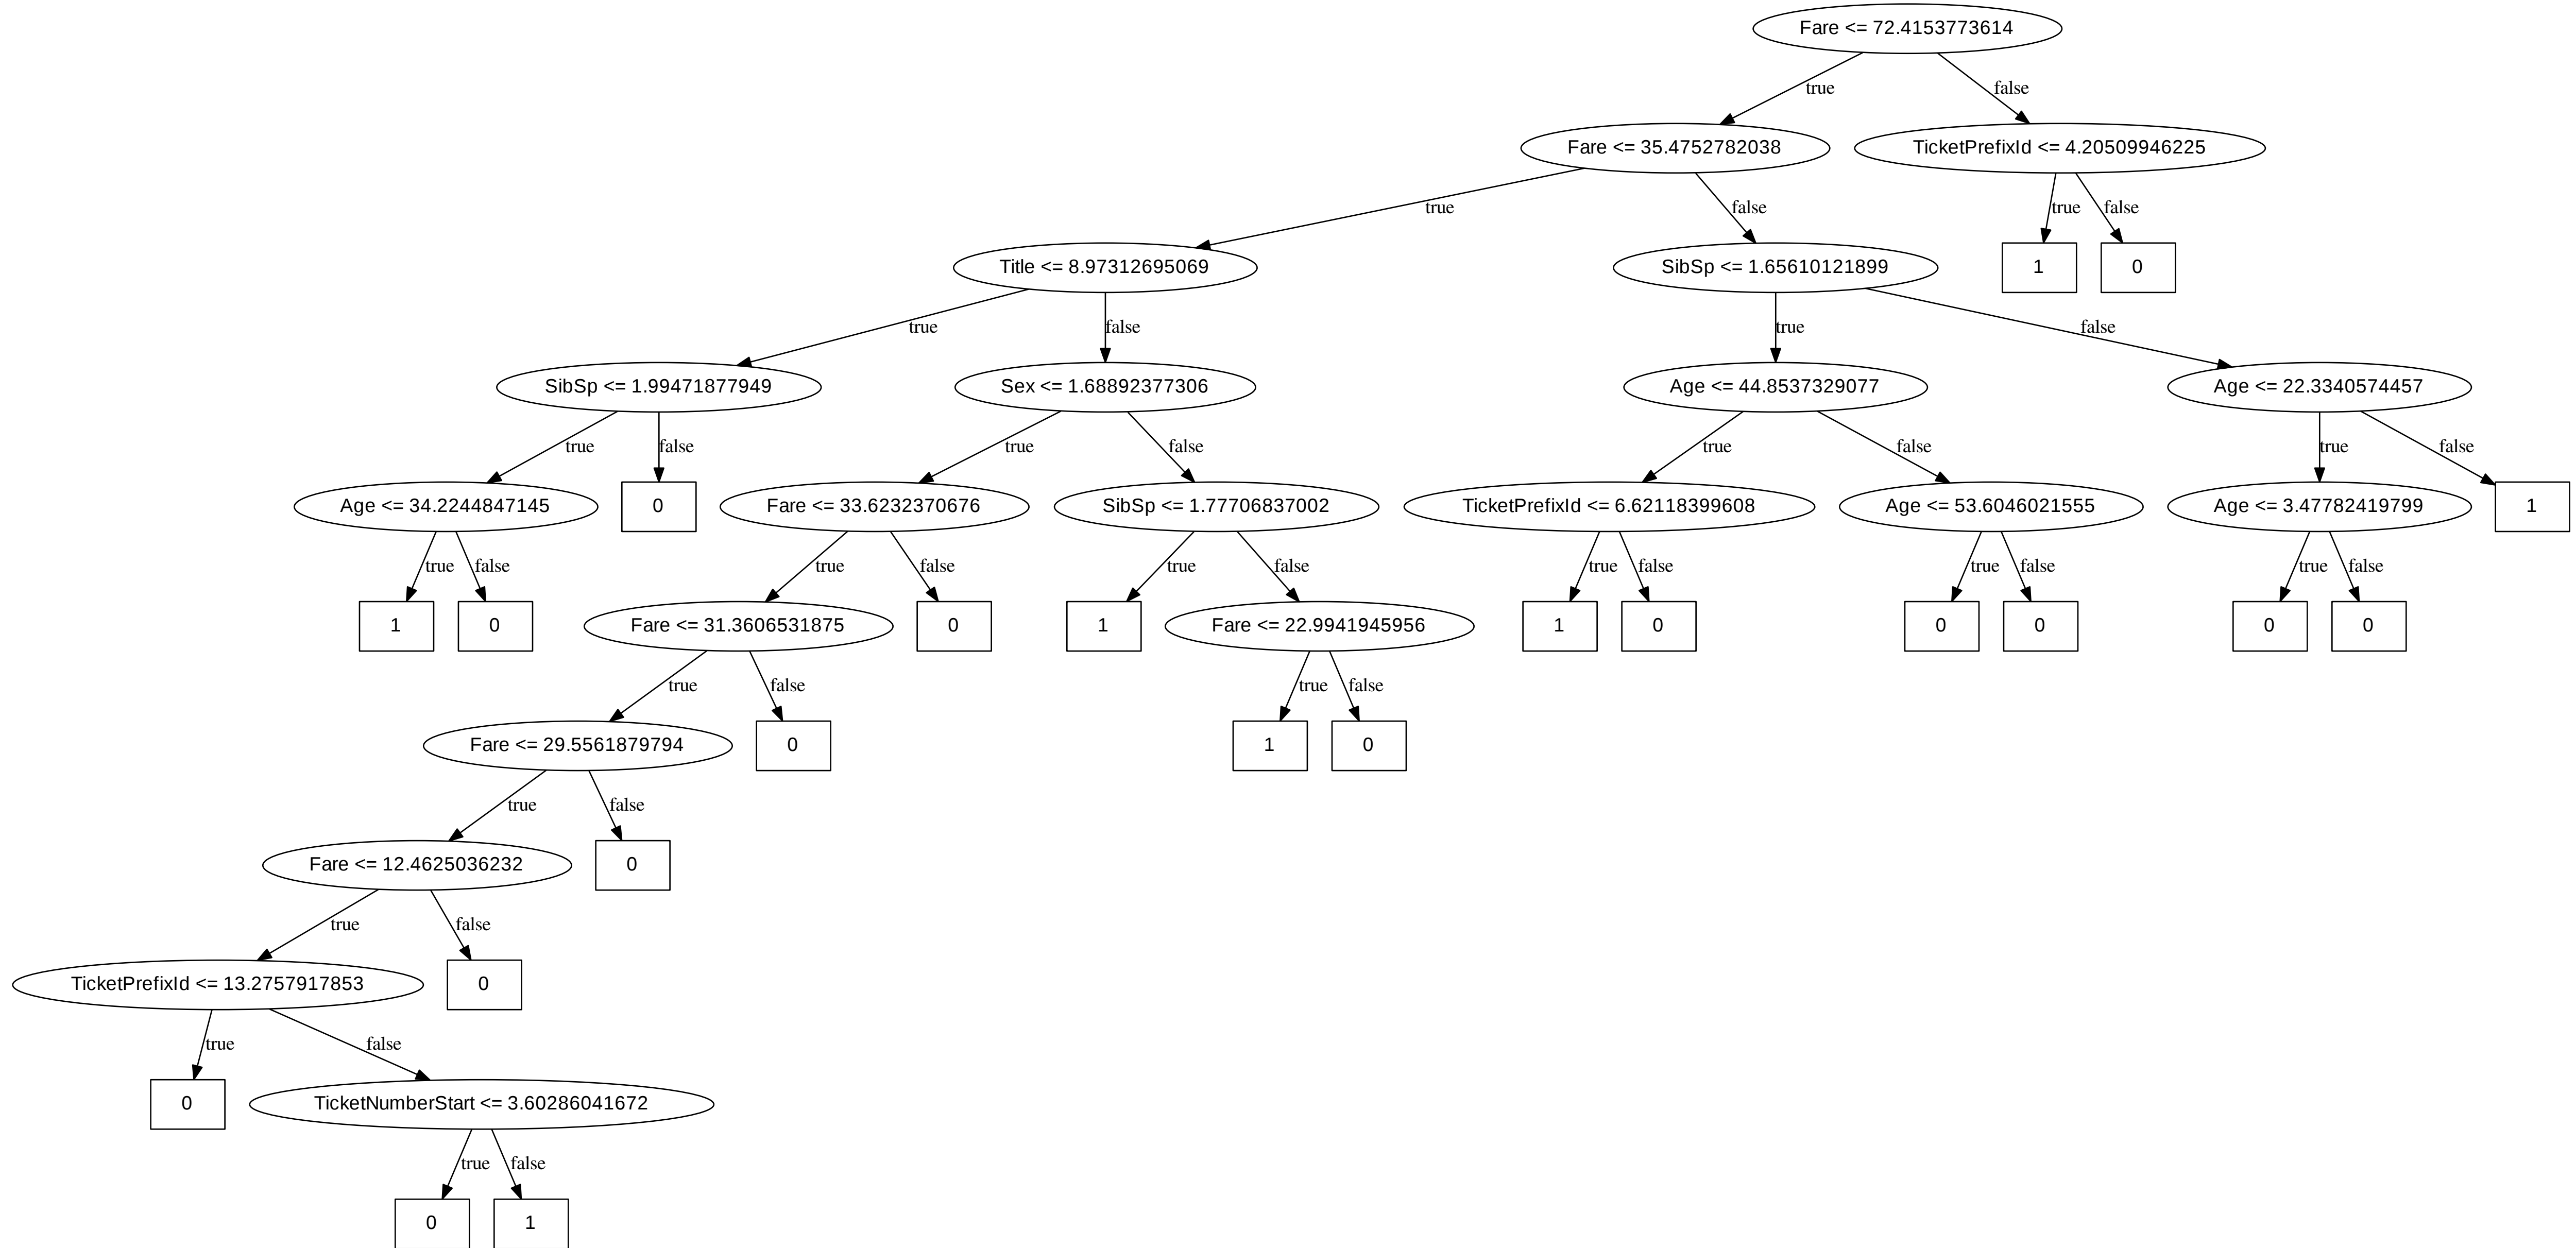 Fare <= 72.4153773614
true
false
Fare <= 35.4752782038
TicketPrefixId <= 4.20509946225
true
false
true
false
Title <= 8.97312695069
SibSp <= 1.65610121899
1
0
true
false
true
false
SibSp <= 1.99471877949
Sex <= 1.68892377306
Age <= 44.8537329077
Age <= 22.3340574457
true
false
true
false
true
false
true
false
Age <= 34.2244847145
0
Fare <= 33.6232370676
SibSp <= 1.77706837002
TicketPrefixId <= 6.62118399608
Age <= 53.6046021555
Age <= 3.47782419799
1
true
false
true
false
true
false
true
false
true
false
true
false
1
0
Fare <= 31.3606531875
0
1
Fare <= 22.9941945956
1
0
0
0
0
0
true
false
true
false
Fare <= 29.5561879794
0
1
0
true
false
Fare <= 12.4625036232
0
true
false
TicketPrefixId <= 13.2757917853
0
true
false
0
TicketNumberStart <= 3.60286041672
true
false
0
1